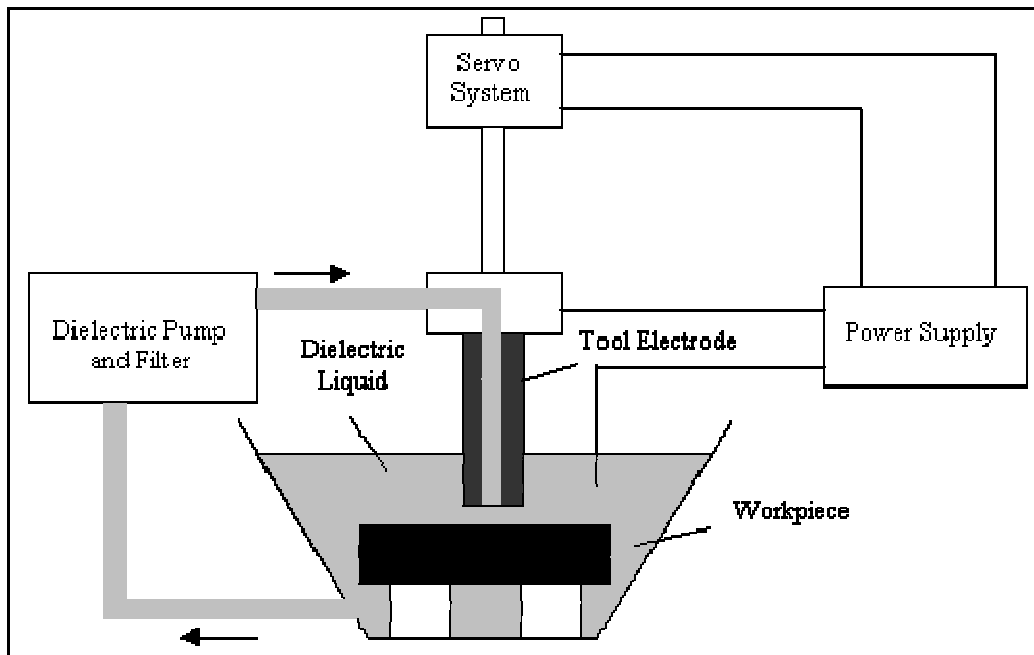 Servo
System
Dielectric Pump
and Filter
Dielectric
Liquid
Tool Electrode
Power Supply
Workpiece